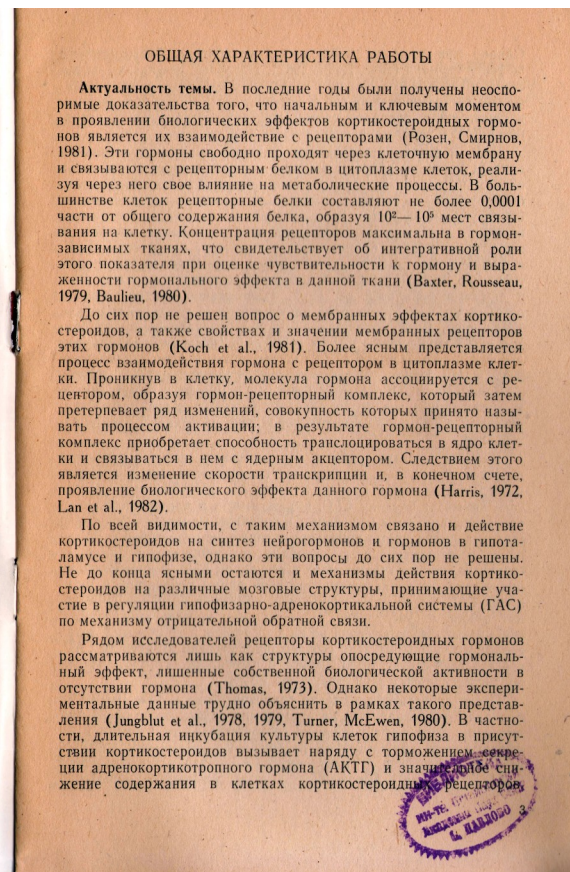 ОБЩАЯ ХАРАКТЕРИСТИКА РАБОТЫ
Актуальность темы. В последние годы были получены неоспо-
римые доказательства того, что начальным и ключевым моментом
в проявлении биологических эффектов кортикостероидных гормо-
нов является их взаимодействие с рецепторами (Розен, Смирнов,
1981). Эти гормоны свободно проходят через клеточную мембрану
и связываются с рецепторным белком в цитоплазме клеток, реали-
зуя через него свое влияние на метаболические процессы. В боль-
шинстве клеток рецепторные белки составляют не более 0,0001
части от общего содержания белка, образуя 10²— 10⁵ мест связы-
вания на клетку. Концентрация рецепторов максимальна в гормон-
зависимых тканях, что свидетельствует об интегративной роли
этого показателя при оценке чувствительности к гормону и выра-
женности гормонального эффекта в данной ткани (Baxter, Rousseau,
1979, Baulieu, 1980).
До сих пор не решен вопрос о мембранных эффектах кортико-
стероидов, а также свойствах и значении мембранных рецепторов
этих гормонов (Koch et al., 1981). Более ясным представляется
процесс взаимодействия гормона с рецептором в цитоплазме клет-
ки. Проникнув в клетку, молекула гормона ассоциируется с ре-
цептором, образуя гормон-рецепторный комплекс, который затем
претерпевает ряд изменений, совокупность которых принято назы-
вать процессом активации; в результате гормон-рецепторный
комплекс приобретает способность транслоцироваться в ядро клет-
ки и связываться в нем с ядерным акцептором. Следствием этого
является изменение скорости транскрипции и, в конечном счете,
проявление биологического эффекта данного гормона (Harris, 1972,
Lan et al., 1982).
По всей видимости, с таким механизмом связано и действие
кортикостероидов на синтез нейрогормонов и гормонов в гипота-
ламусе и гипофизе, однако эти вопросы до сих пор не решены.
Не до конца ясными остаются и механизмы действия кортико-
стероидов на различные мозговые структуры, принимающие уча-
стие в регуляции гипофизарно-адренокортикальной системы (ГАС)
по механизму отрицательной обратной связи.
Рядом исследователей рецепторы кортикостероидных гормонов
рассматриваются лишь как структуры опосредующие гормональ-
ный эффект, лишенные собственной биологической активности в
отсутствии гормона (Thomas, 1973). Однако некоторые экспери-
ментальные данные трудно объяснить в рамках такого представ-
ления (Jungblut et al., 1978, 1979, Turner, McEwen, 1980). В частно-
сти, длительная инкубация культуры клеток гипофиза в присут-
ствии кортикостероидов вызывает наряду с торможением секре-
ции адренокортикотропного гормона (АКТГ) и значительное сни-
жение содержания в клетках кортикостероидных рецепторов,
3